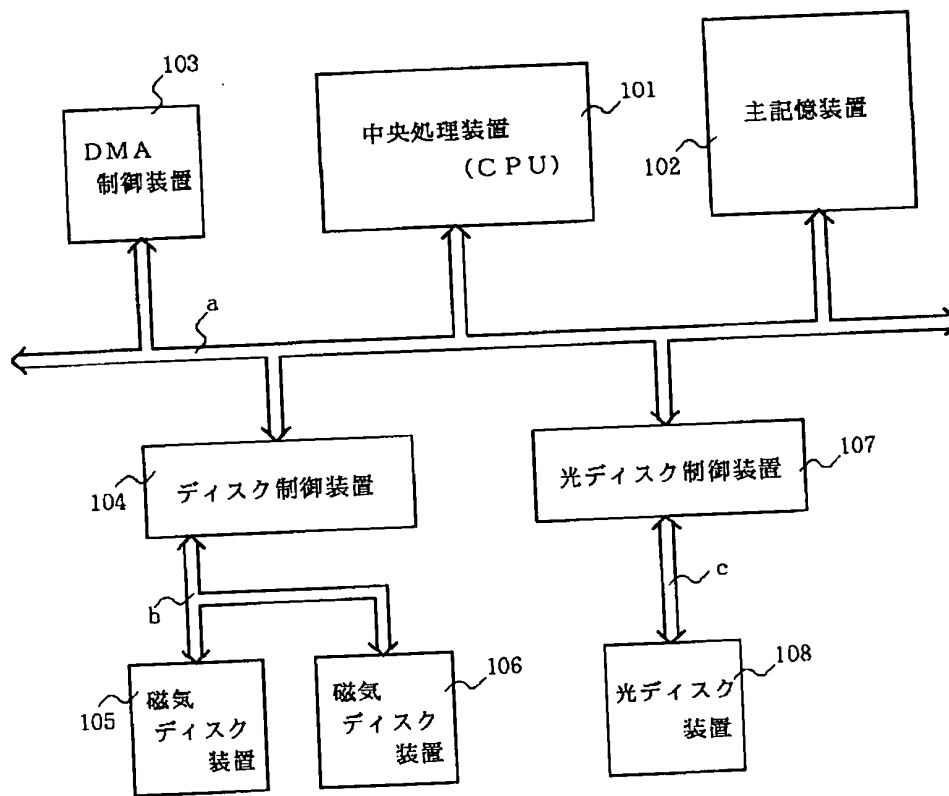 103
DMA
制御装置
中央処理装置
(CPU)
101
主記憶装置
102
a
ディスク制御装置
104
光ディスク制御装置
107
b
c
磁気
ディスク
装置
105
磁気
ディスク
装置
106
光ディスク
装置
108